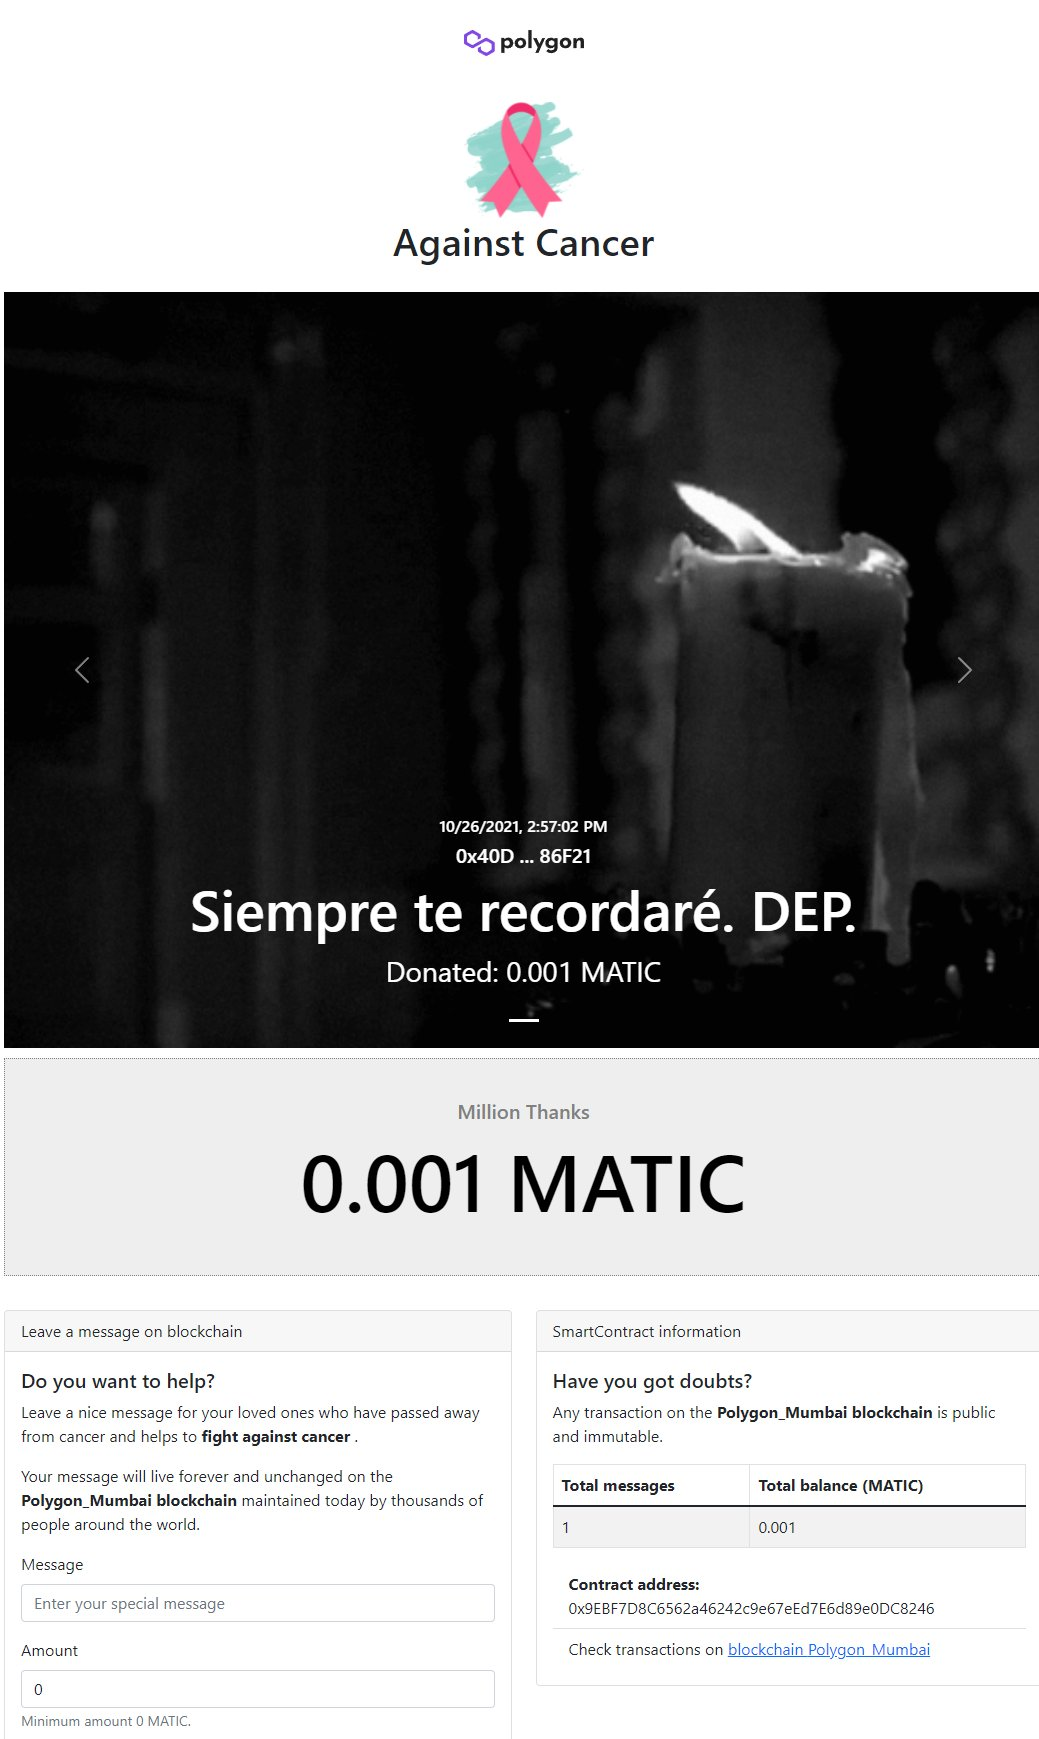 polygon
Against Cancer
10/26/2021, 2:57:02 PM
0x40D ... 86F21
Siempre te recordaré. DEP.
Donated: 0.001 MATIC
Million Thanks
0.001 MATIC
Leave a message on blockchain
Do you want to help?
Leave a nice message for your loved ones who have passed away
from cancer and helps to fight against cancer .
Your message will live forever and unchanged on the
Polygon_Mumbai blockchain maintained today by thousands of
people around the world.
Message
Enter your special message
Amount
0
Minimum amount 0 MATIC.
SmartContract information
Have you got doubts?
Any transaction on the Polygon_Mumbai blockchain is public
and immutable.
Total messages Total balance (MATIC)
1 0.001
Contract address:
0x9EBF7D8C6562a46242c9e67eEd7E6d89e0DC8246
Check transactions on blockchain Polygon_Mumbai